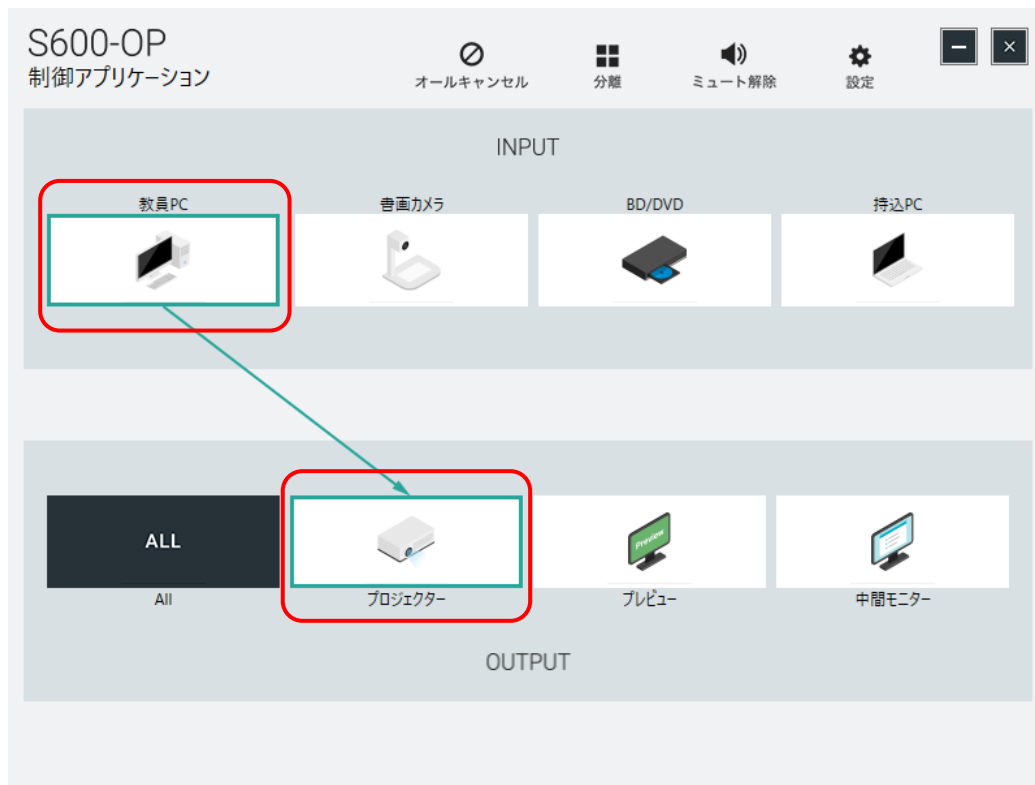 S600-OP
制御アプリケーション
オールキャンセル
分離
ミュート解除
設定
INPUT
教員PC
書画カメラ
BD/DVD
持込PC
ALL
Preview
All
プロジェクター
プレビュー
中間モニター
OUTPUT